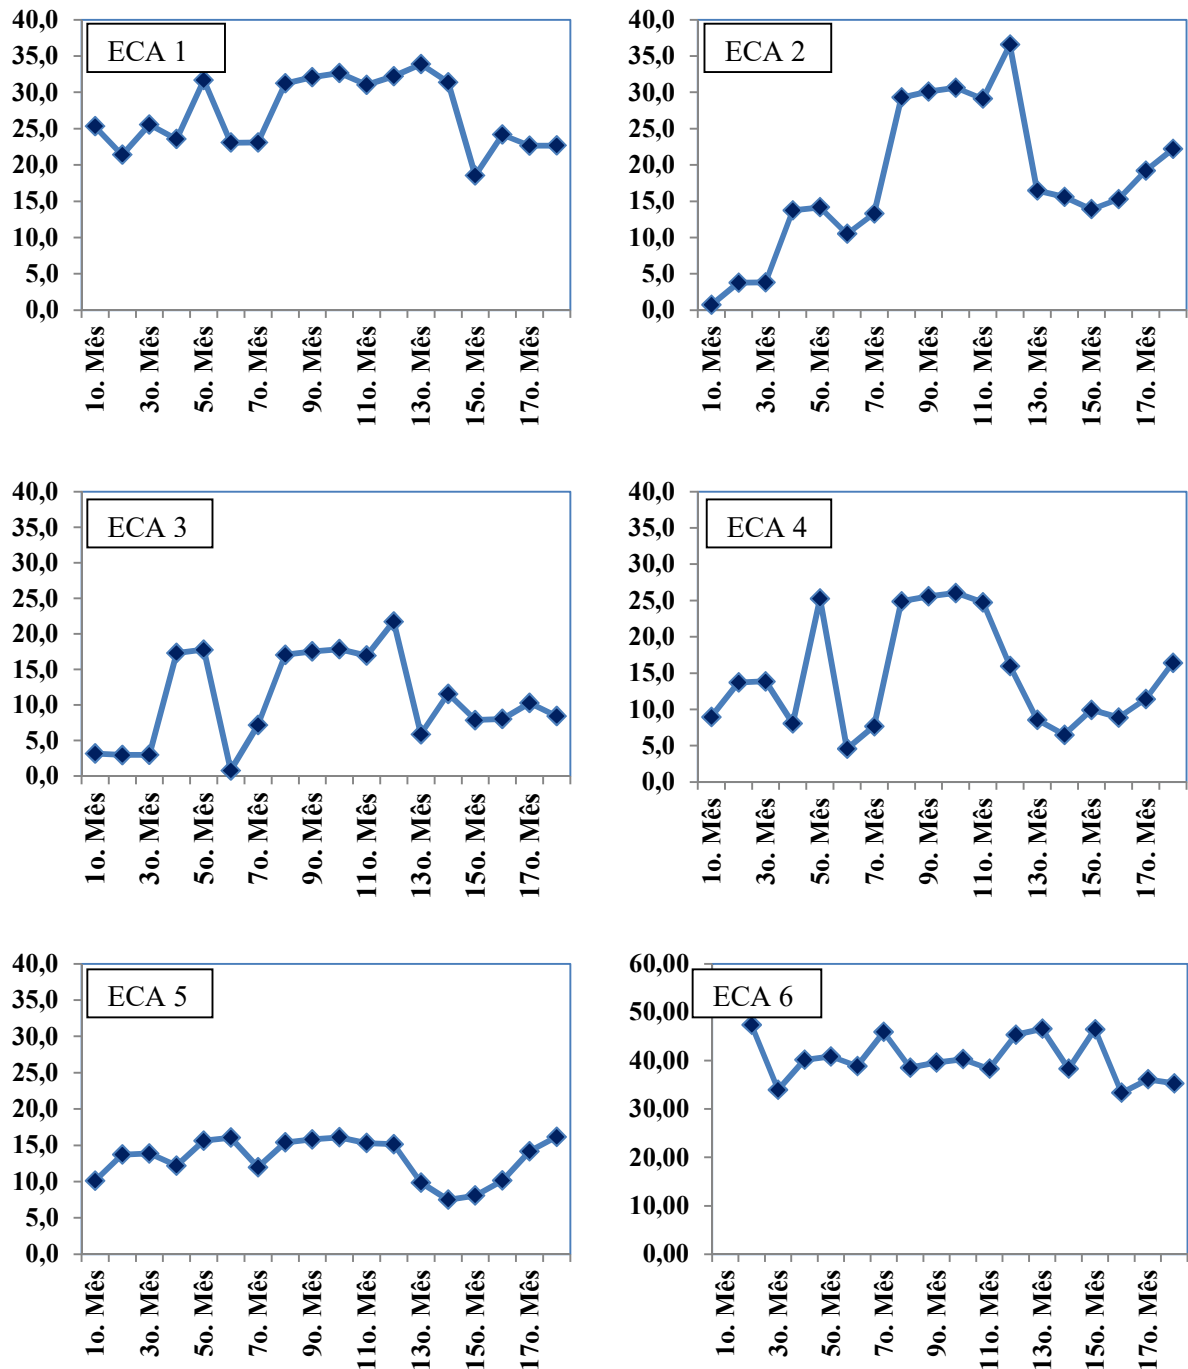 ECA 1
40,0
35,0
30,0
25,0
20,0
15,0
10,0
5,0
0,0
1o. Mês
3o. Mês
5o. Mês
7o. Mês
9o. Mês
11o. Mês
13o. Mês
15o. Mês
17o. Mês
ECA 2
40,0
35,0
30,0
25,0
20,0
15,0
10,0
5,0
0,0
1o. Mês
3o. Mês
5o. Mês
7o. Mês
9o. Mês
11o. Mês
13o. Mês
15o. Mês
17o. Mês
ECA 3
40,0
35,0
30,0
25,0
20,0
15,0
10,0
5,0
0,0
1o. Mês
3o. Mês
5o. Mês
7o. Mês
9o. Mês
11o. Mês
13o. Mês
15o. Mês
17o. Mês
ECA 4
40,0
35,0
30,0
25,0
20,0
15,0
10,0
5,0
0,0
1o. Mês
3o. Mês
5o. Mês
7o. Mês
9o. Mês
11o. Mês
13o. Mês
15o. Mês
17o. Mês
ECA 5
40,0
35,0
30,0
25,0
20,0
15,0
10,0
5,0
0,0
1o. Mês
3o. Mês
5o. Mês
7o. Mês
9o. Mês
11o. Mês
13o. Mês
15o. Mês
17o. Mês
ECA 6
60,00
50,00
40,00
30,00
20,00
10,00
0,00
1o. Mês
3o. Mês
5o. Mês
7o. Mês
9o. Mês
11o. Mês
13o. Mês
15o. Mês
17o. Mês